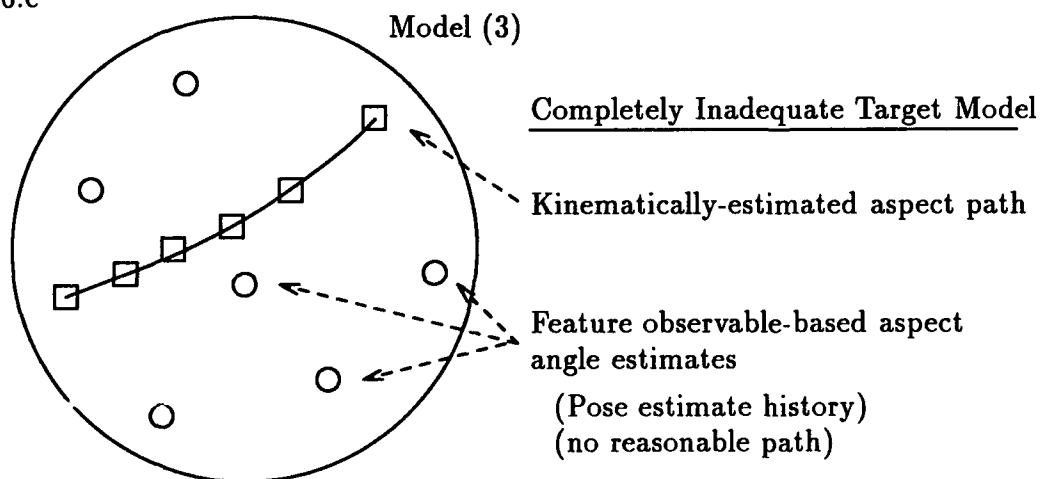 Model (3)
Completely Inadequate Target Model
Kinematically-estimated aspect path
Feature observable-based aspect
angle estimates
(Pose estimate history)
(no reasonable path)